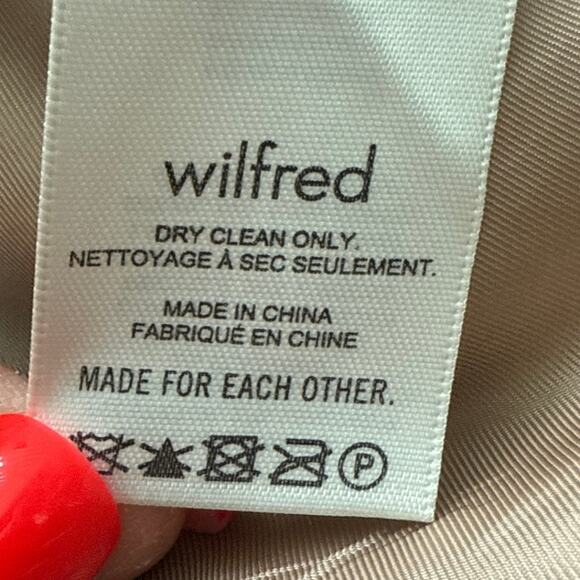 wilfred
DRY CLEAN ONLY.
NETTOYAGE À SEC SEULEMENT.
MADE IN CHINA
FABRIQUÉ EN CHINE
MADE FOR EACH OTHER.
P